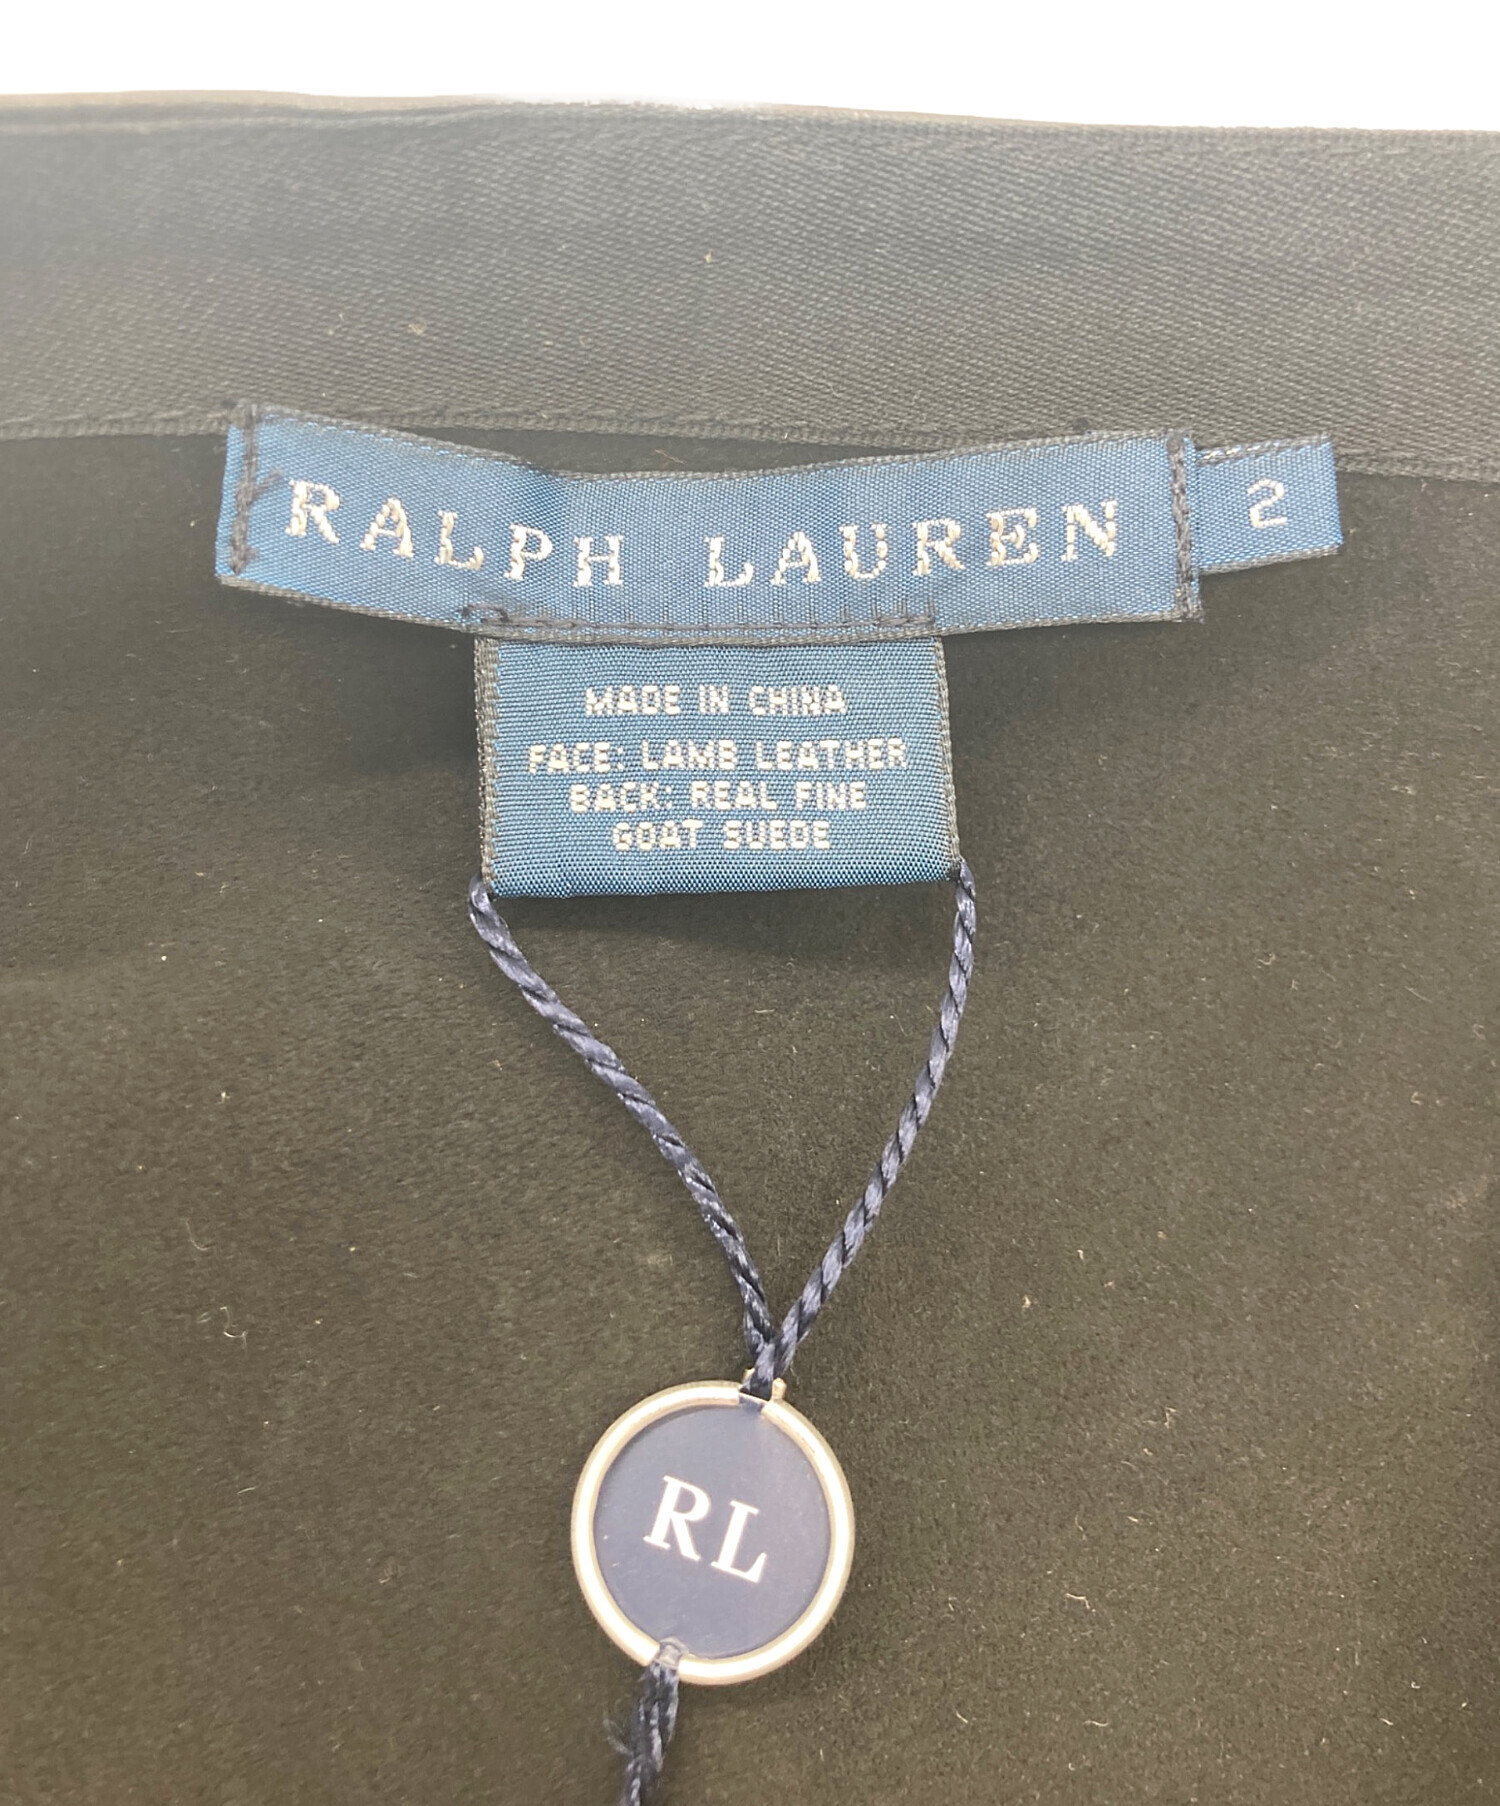 RALPH LAUREN 2
MADE IN CHINA
FACE: LAMB LEATHER
BACK: REAL FINE
GOAT SUEDE
RL